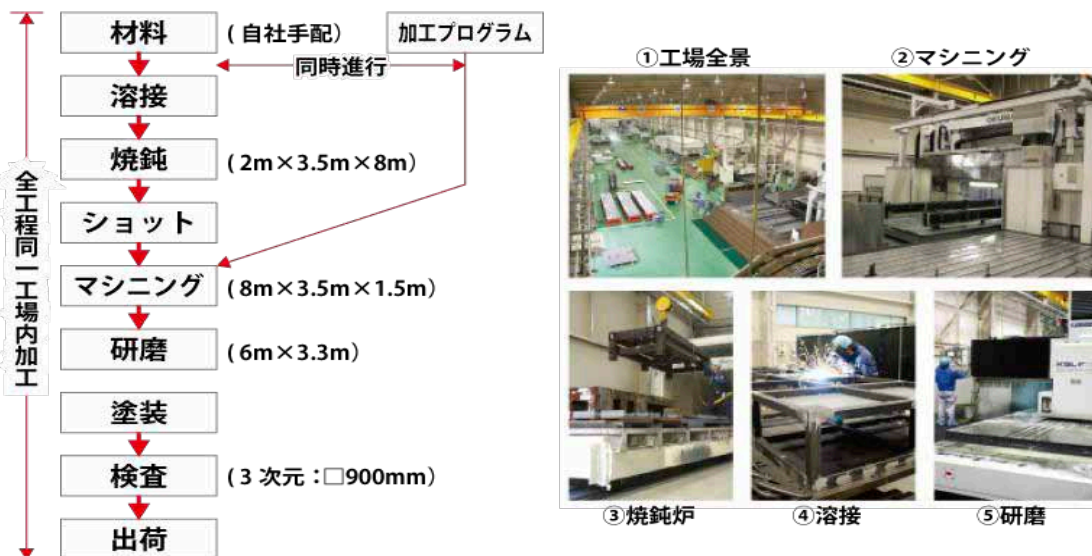 材料
(自社手配)
加工プログラム
同時進行
溶接
焼鈍
(2m×3.5m×8m)
ショット
マシニング
(8m×3.5m×1.5m)
研磨
(6m×3.3m)
塗装
検査
(3次元：□900mm)
出荷
全工程同一工場内加工
①工場全景
②マシニング
③焼鈍炉
④溶接
⑤研磨